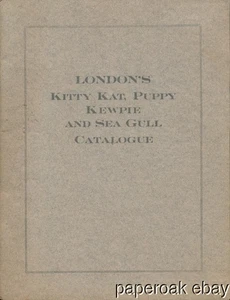 LONDON'S
KITTY KAT, PUPPY
KEWPIE
AND SEA GULL
CATALOGUE
paperoak ebay